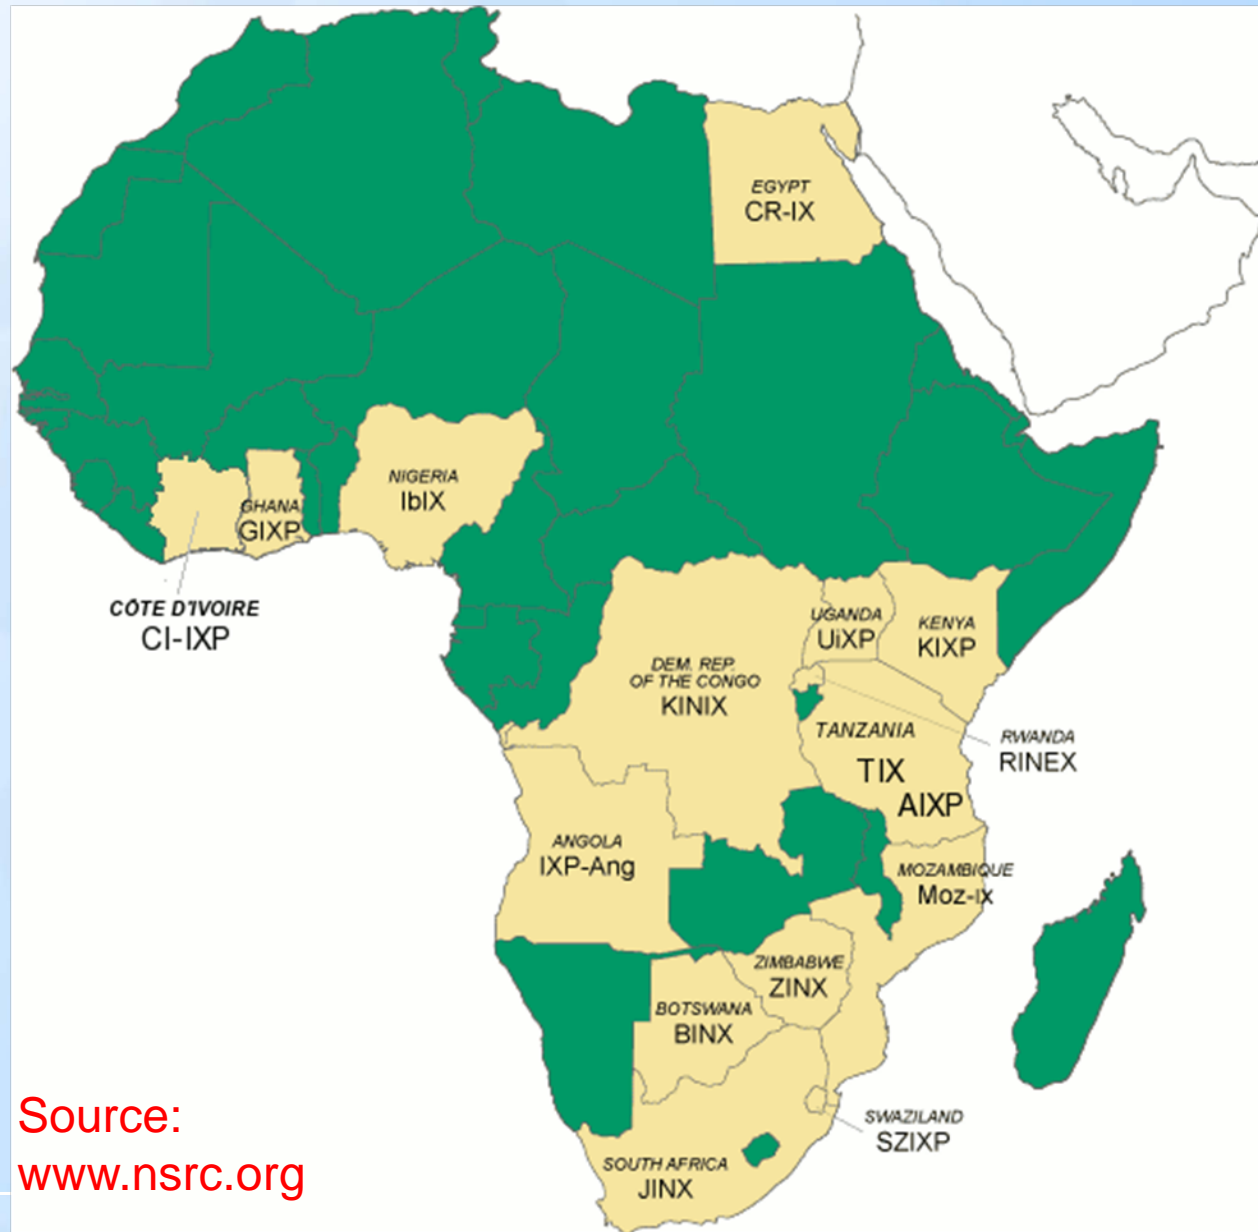 EGYPT
CR-IX
NIGERIA
IbIX
GHANA
GIXP
CÔTE D'IVOIRE
CI-IXP
UGANDA
UiXP
KENYA
KIXP
DEM. REP.
OF THE CONGO
KINIX
TANZANIA
TIX
AIXP
RWANDA
RINEX
ANGOLA
IXP-Ang
MOZAMBIQUE
Moz-ix
ZIMBABWE
ZINX
BOTSWANA
BINX
SWAZILAND
SZIXP
SOUTH AFRICA
JINX
Source:
www.nsrc.org